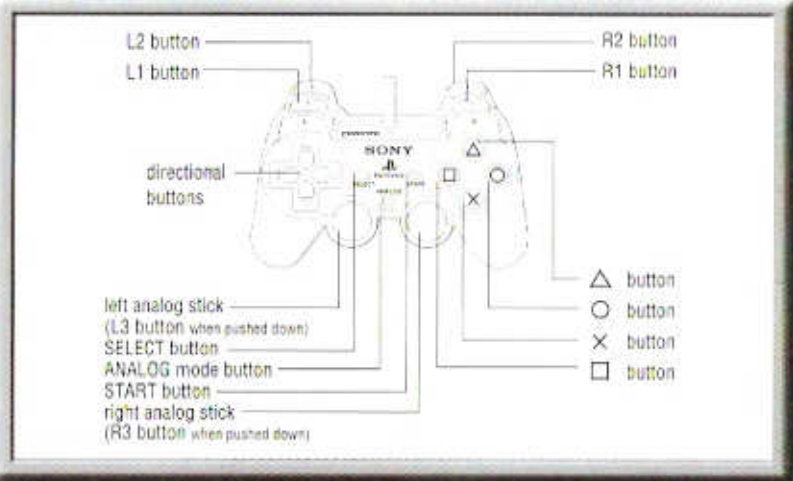 L2 button
R2 button
L1 button
R1 button
SONY
SELECT
directional
buttons
△ button
○ button
× button
□ button
left analog stick
(L3 button when pushed down)
SELECT button
ANALOG mode button
START button
right analog stick
(R3 button when pushed down)